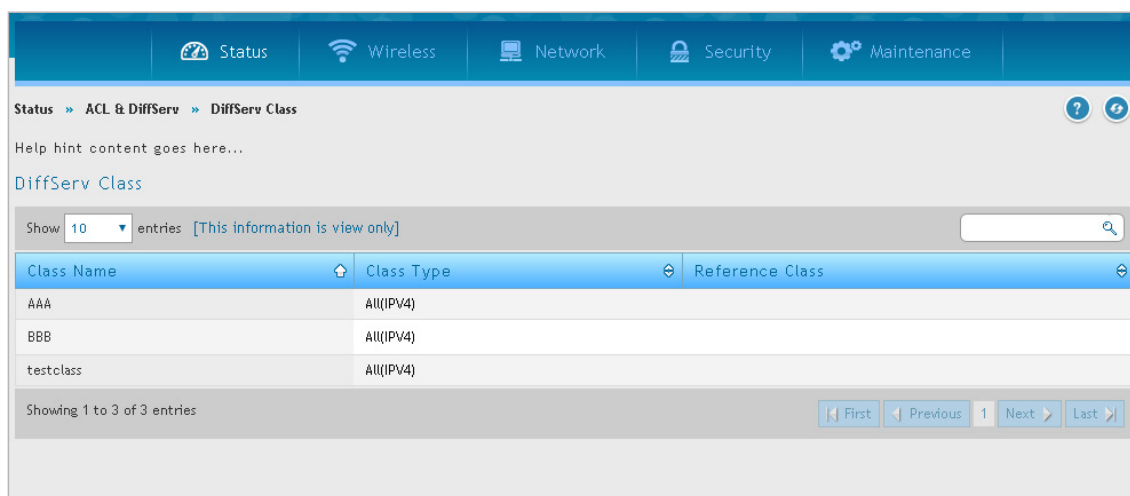 Status Wireless Network Security Maintenance
Status » ACL & DiffServ » DiffServ Class
Help hint content goes here...
DiffServ Class
Show 10 entries [This information is view only]
Class Name Class Type Reference Class
AAA All(IPV4)
BBB All(IPV4)
testclass All(IPV4)
Showing 1 to 3 of 3 entries First Previous 1 Next Last